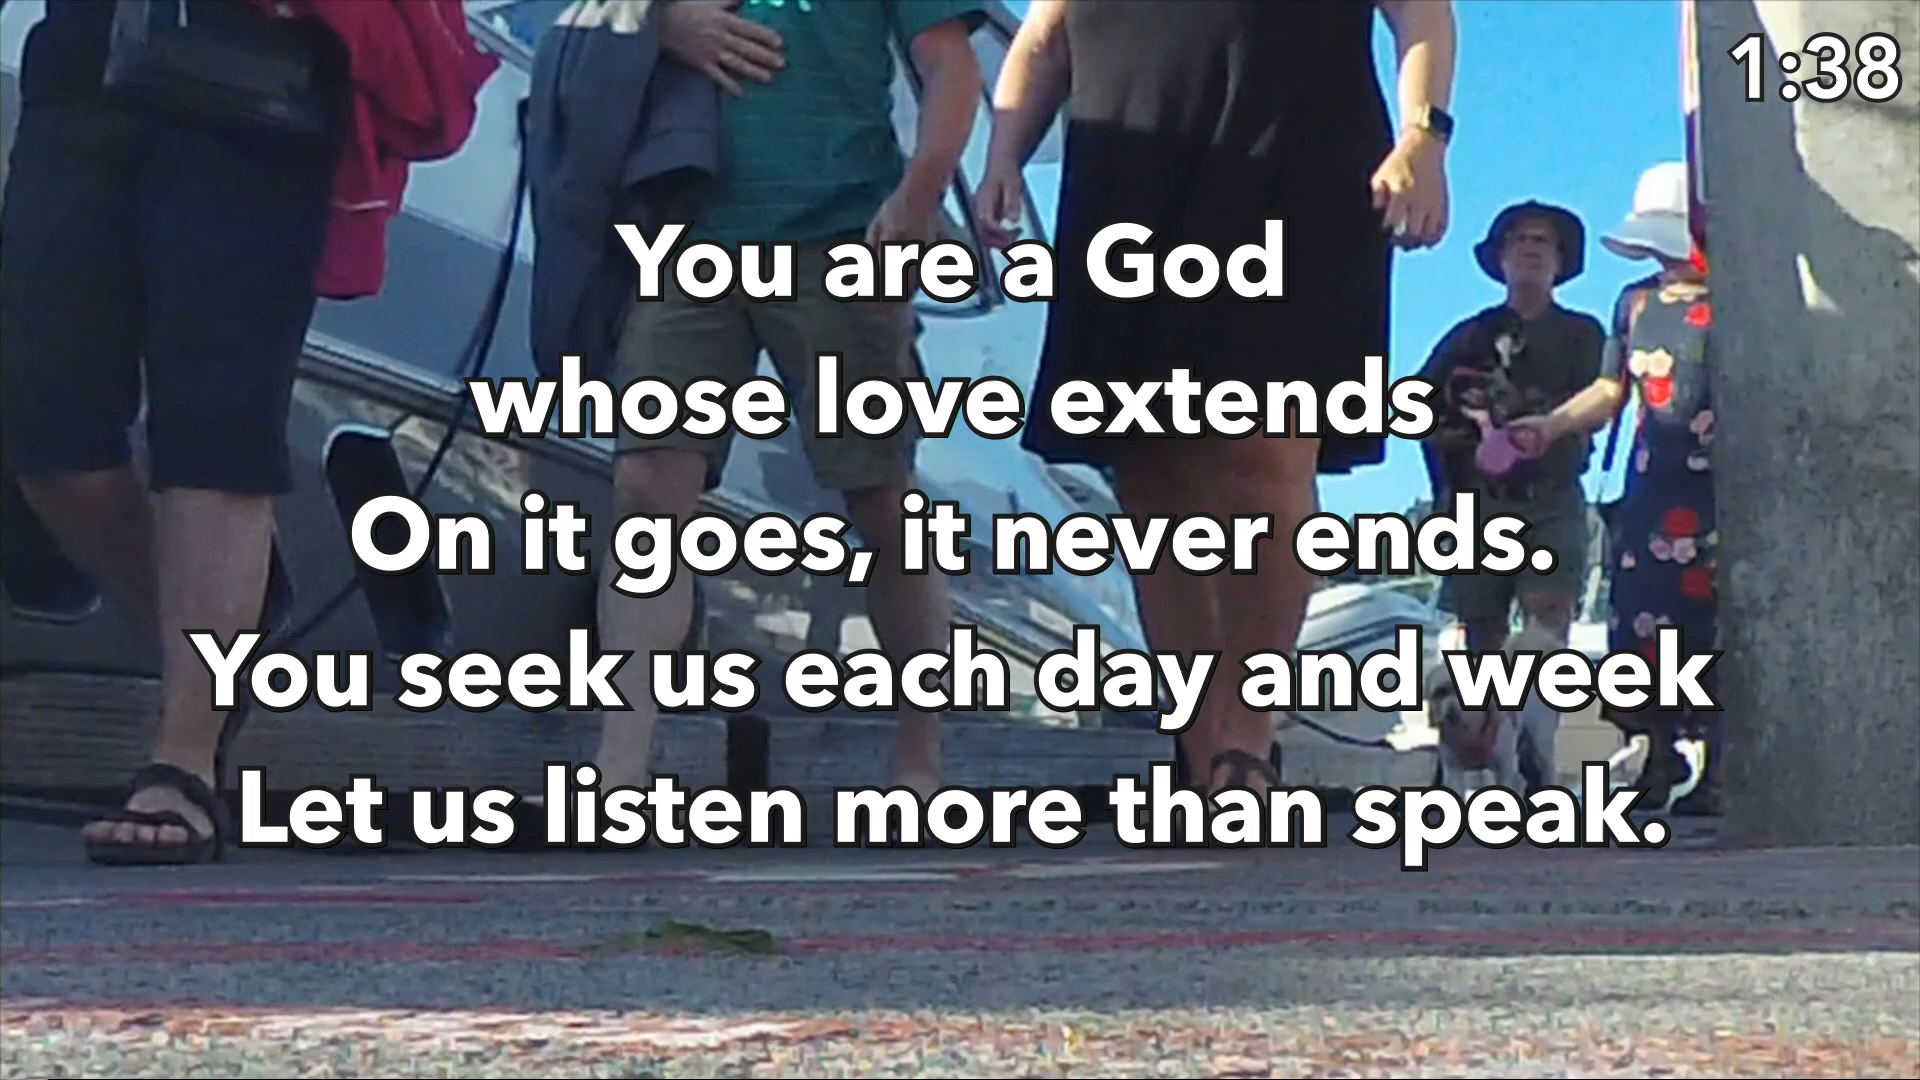 1:38
You are a God
whose love extends
On it goes, it never ends.
You seek us each day and week
Let us listen more than speak.